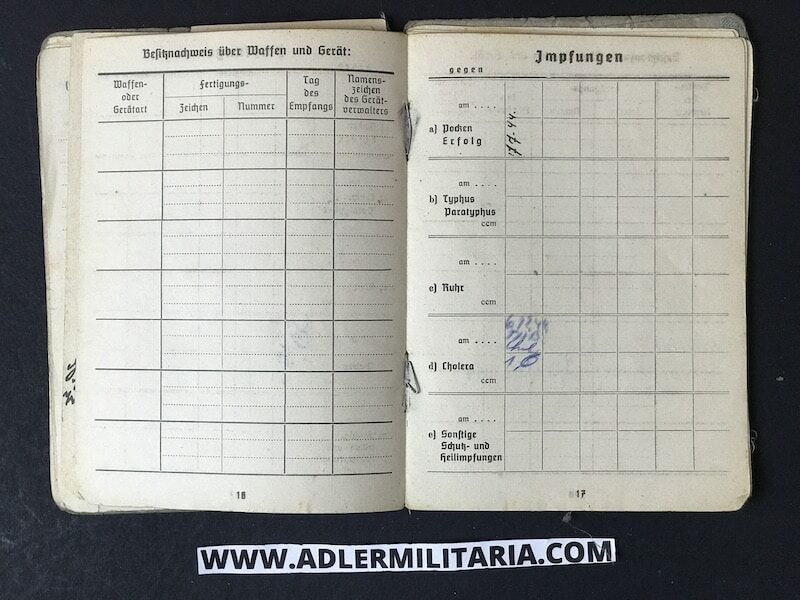 Besitznachweis über Waffen und Gerät:
Waffen-
oder
Gerätart
Fertigungs-
Zeichen
Nummer
Tag
des
Empfangs
Namens-
zeichen
des Gerät-
verwalters
16
Impfungen
gegen
am . . . .
a) Pocken
Erfolg
am . . . .
b) Typhus
Paratyphus
ccm
am . . . .
c) Ruhr
ccm
am . . . .
d) Cholera
ccm
am . . . .
e) Sonstige
Schutz- und
Heilimpfungen
17
WWW.ADLERMILITARIA.COM